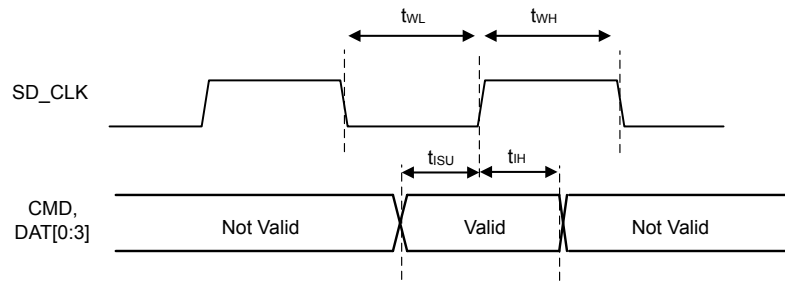 tWL tWH
SD_CLK
tISU tIH
CMD,
DAT[0:3]
Not Valid Valid Not Valid